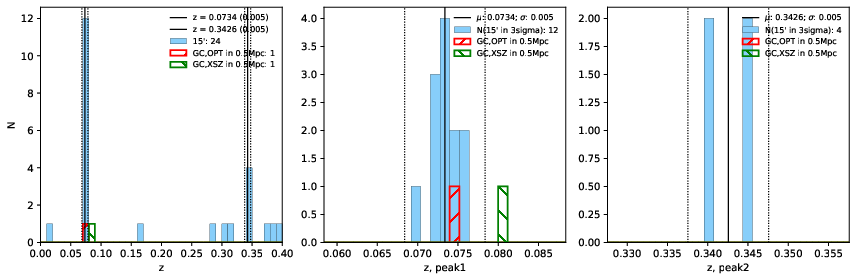 z = 0.0734 (0.005)
z = 0.3426 (0.005)
15': 24
GC,OPT in 0.5Mpc: 1
GC,XSZ in 0.5Mpc: 1
N
12
10
8
6
4
2
0
0.00 0.05 0.10 0.15 0.20 0.25 0.30 0.35 0.40
z
μ: 0.0734; σ: 0.005
N(15' in 3sigma): 12
GC,OPT in 0.5Mpc
GC,XSZ in 0.5Mpc
4.0
3.5
3.0
2.5
2.0
1.5
1.0
0.5
0.0
0.060 0.065 0.070 0.075 0.080 0.085
z, peak1
μ: 0.3426; σ: 0.005
N(15' in 3sigma): 4
GC,OPT in 0.5Mpc
GC,XSZ in 0.5Mpc
2.00
1.75
1.50
1.25
1.00
0.75
0.50
0.25
0.00
0.330 0.335 0.340 0.345 0.350 0.355
z, peak2